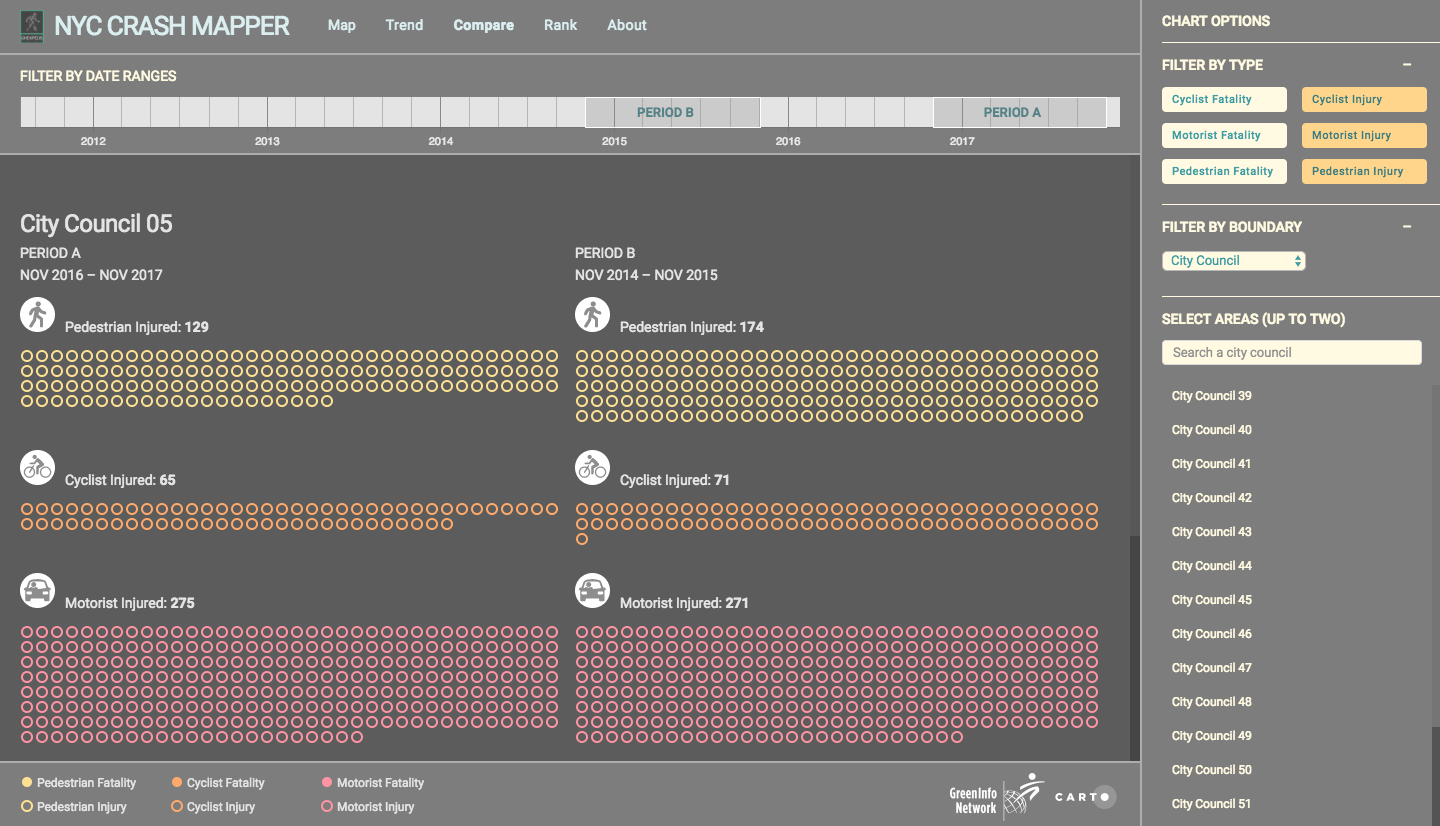 NYC CRASH MAPPER
Map Trend Compare Rank About
FILTER BY DATE RANGES
PERIOD B PERIOD A
2012 2013 2014 2015 2016 2017
City Council 05
PERIOD A
NOV 2016 – NOV 2017
Pedestrian Injured: 129
Cyclist Injured: 65
Motorist Injured: 275
PERIOD B
NOV 2014 – NOV 2015
Pedestrian Injured: 174
Cyclist Injured: 71
Motorist Injured: 271
Pedestrian Fatality Cyclist Fatality Motorist Fatality
Pedestrian Injury Cyclist Injury Motorist Injury
GreenInfo
Network
CARTO
CHART OPTIONS
FILTER BY TYPE –
Cyclist Fatality Cyclist Injury
Motorist Fatality Motorist Injury
Pedestrian Fatality Pedestrian Injury
FILTER BY BOUNDARY –
City Council
SELECT AREAS (UP TO TWO)
Search a city council
City Council 39
City Council 40
City Council 41
City Council 42
City Council 43
City Council 44
City Council 45
City Council 46
City Council 47
City Council 48
City Council 49
City Council 50
City Council 51